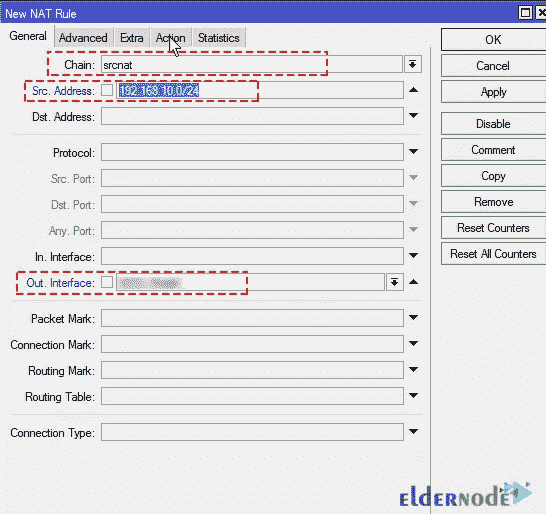 New NAT Rule
General Advanced Extra Action Statistics
Chain: srcnat
Src. Address: 192.168.10.0/24
Dst. Address:
Protocol:
Src. Port:
Dst. Port:
Any. Port:
In. Interface:
Out. Interface:
Packet Mark:
Connection Mark:
Routing Mark:
Routing Table:
Connection Type:
OK
Cancel
Apply
Disable
Comment
Copy
Remove
Reset Counters
Reset All Counters
elderNode